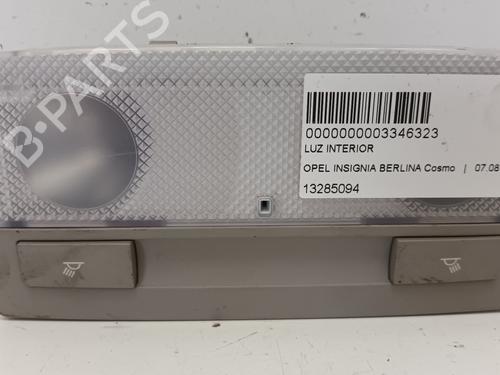 B-PARTS
0000000003346323
LUZ INTERIOR
OPEL INSIGNIA BERLINA Cosmo | 07.08
13285094